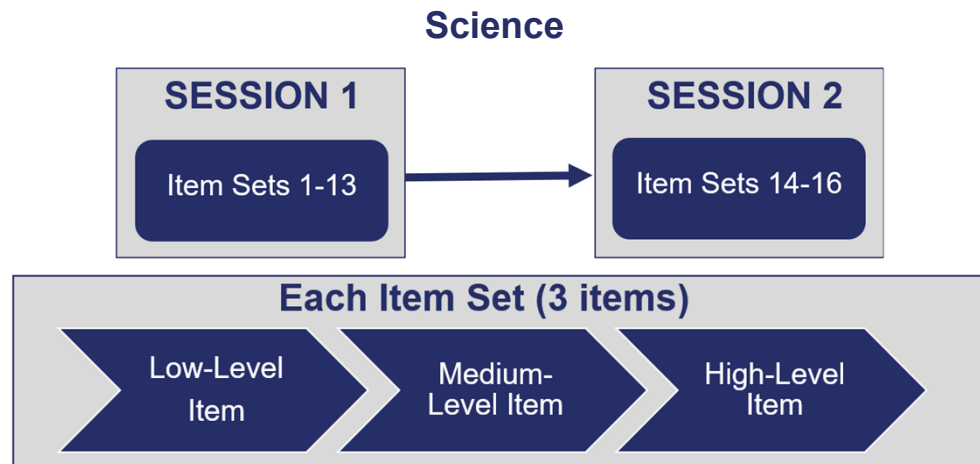 Science
SESSION 1
Item Sets 1-13
SESSION 2
Item Sets 14-16
Each Item Set (3 items)
Low-Level
Item
Medium-
Level Item
High-Level
Item